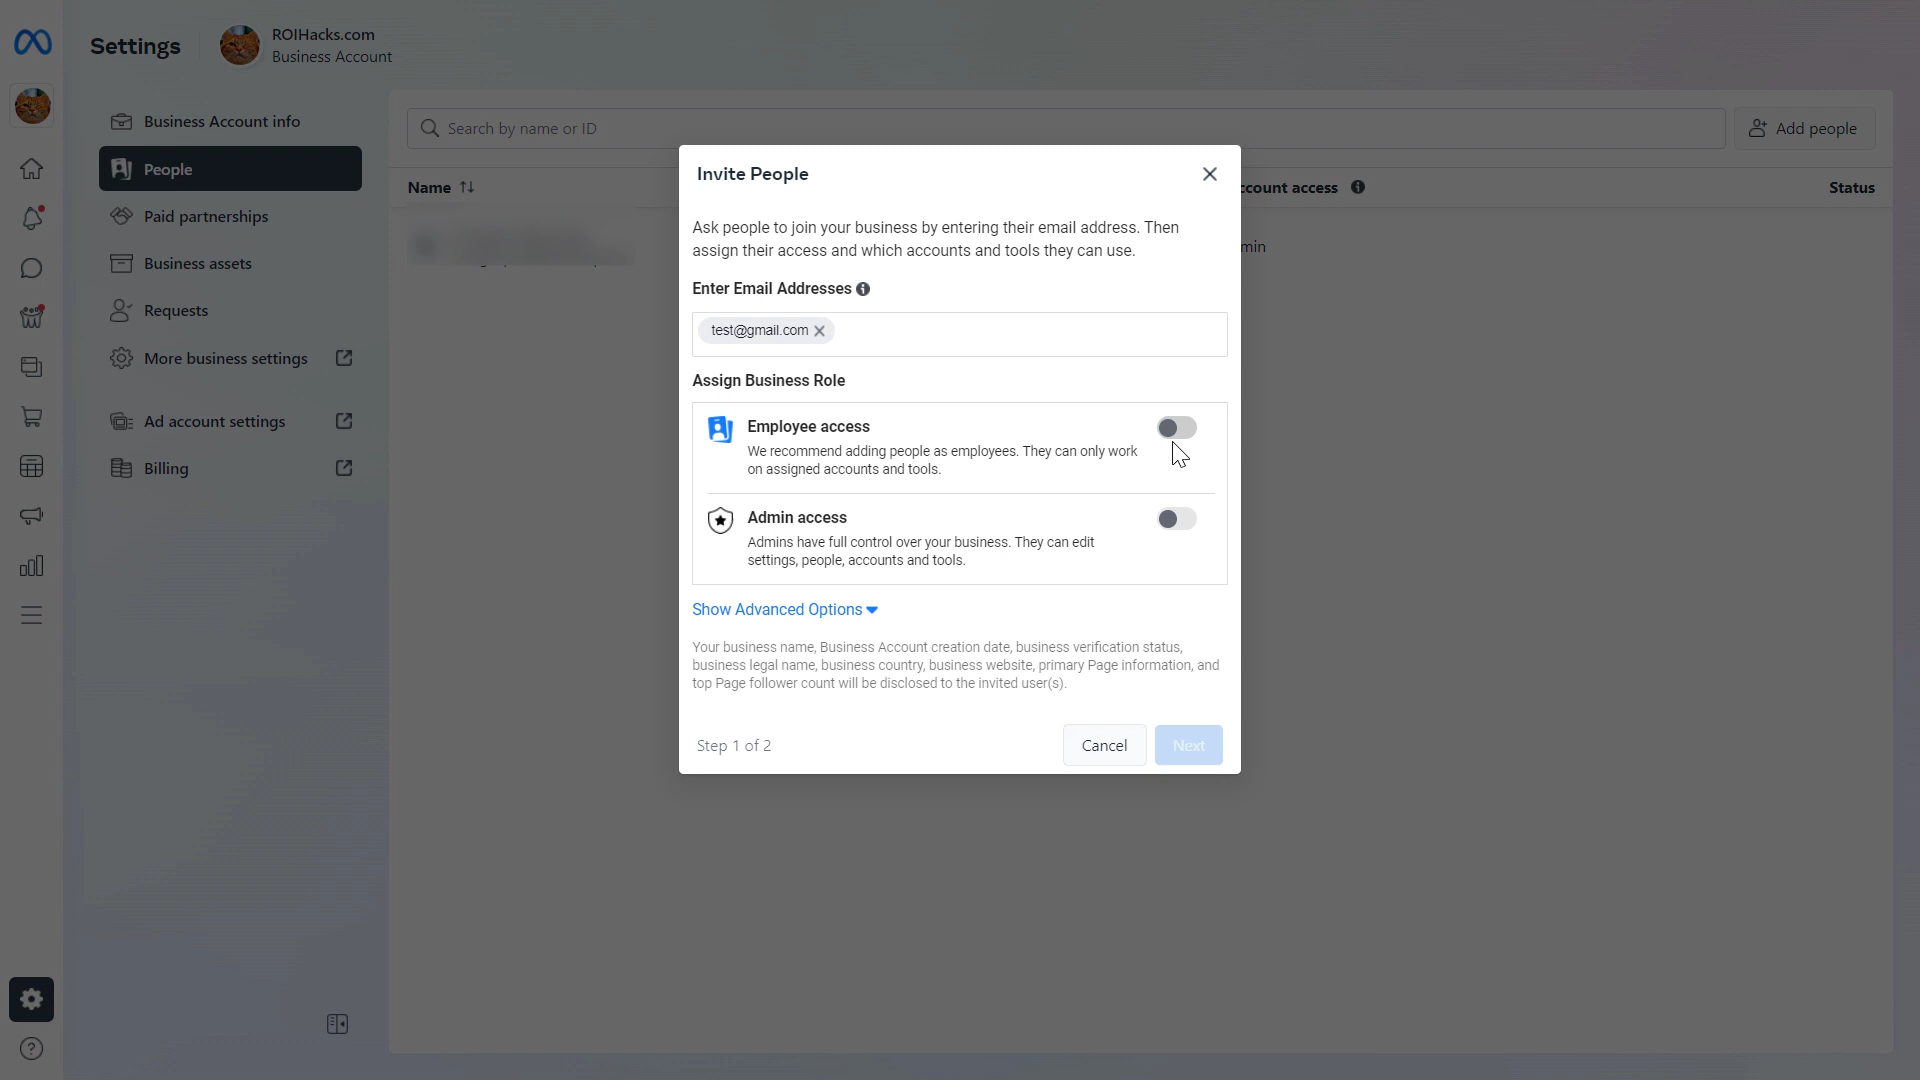 Settings
ROIHacks.com
Business Account
Business Account info
People
Paid partnerships
Business assets
Requests
More business settings
Ad account settings
Billing
Search by name or ID
Add people
Name
ccount access
Status
min
Invite People
Ask people to join your business by entering their email address. Then
assign their access and which accounts and tools they can use.
Enter Email Addresses
test@gmail.com
Assign Business Role
Employee access
We recommend adding people as employees. They can only work
on assigned accounts and tools.
Admin access
Admins have full control over your business. They can edit
settings, people, accounts and tools.
Show Advanced Options
Your business name, Business Account creation date, business verification status,
business legal name, business country, business website, primary Page information, and
top Page follower count will be disclosed to the invited user(s).
Step 1 of 2
Cancel
Next